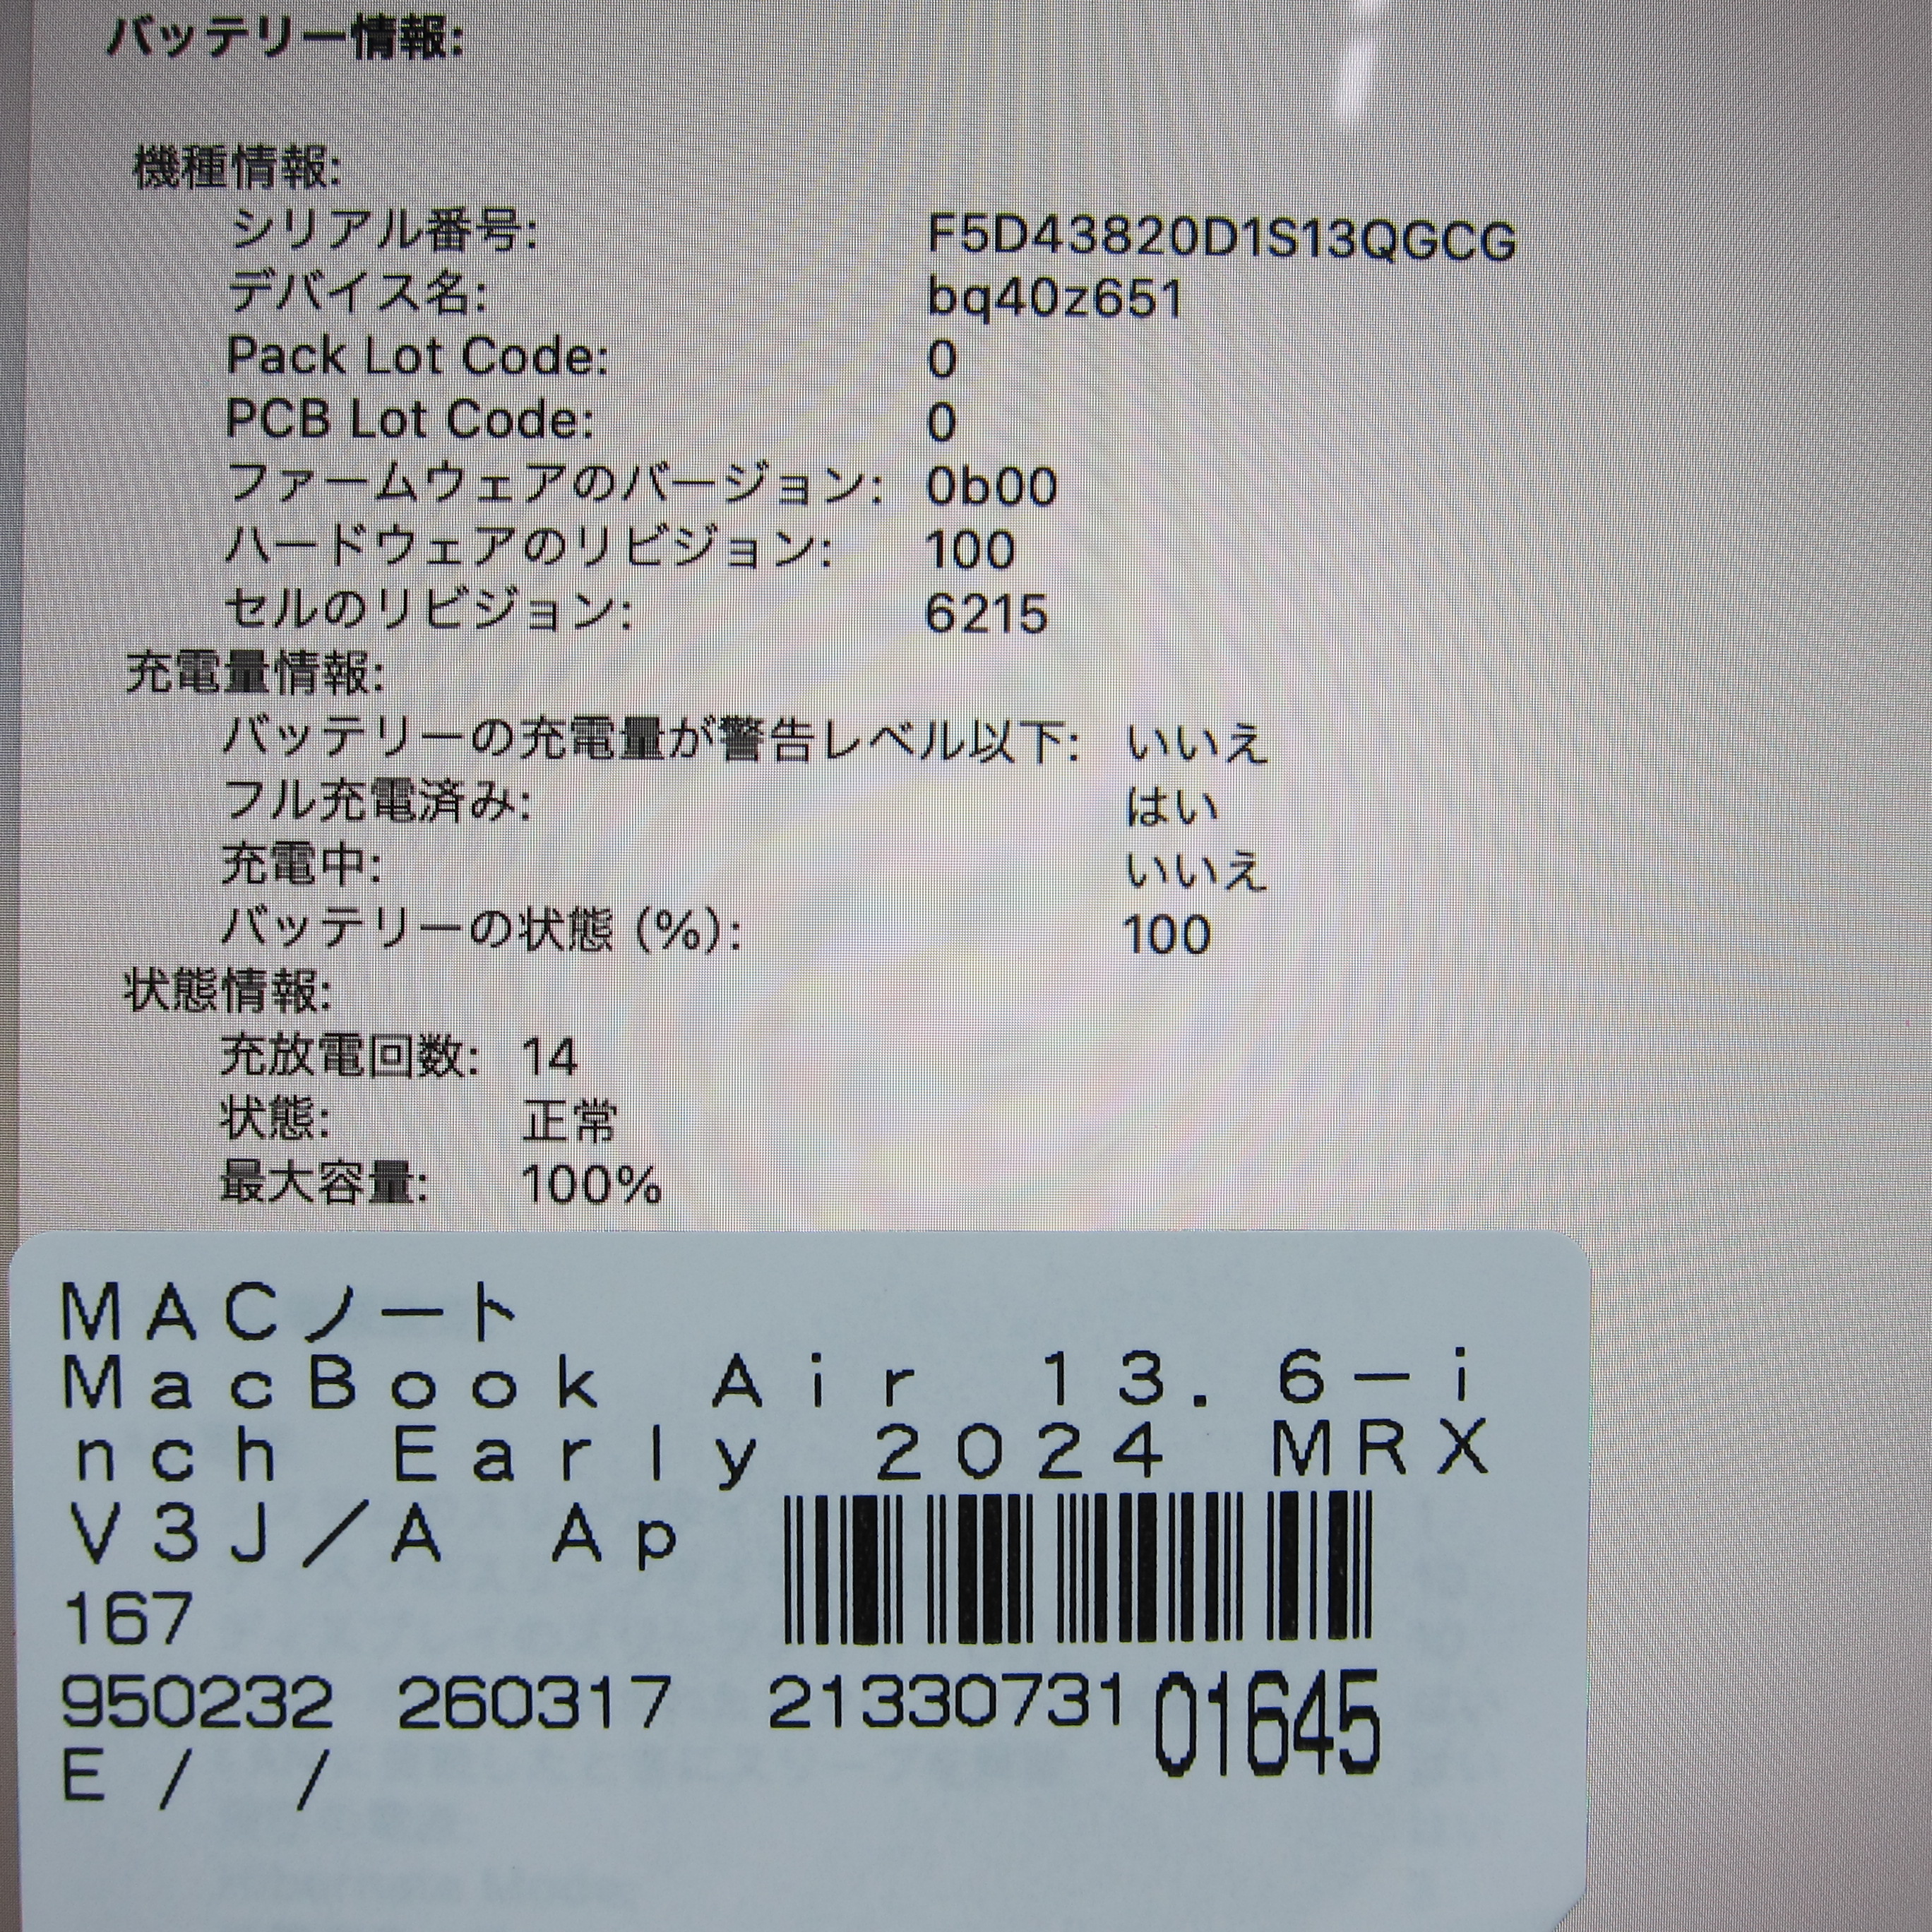 バッテリー情報:
機種情報:
シリアル番号: F5D43820D1S13QGCG
デバイス名: bq40z651
Pack Lot Code: 0
PCB Lot Code: 0
ファームウェアのバージョン: 0b00
ハードウェアのリビジョン: 100
セルのリビジョン: 6215
充電量情報:
バッテリーの充電量が警告レベル以下: いいえ
フル充電済み: はい
充電中: いいえ
バッテリーの状態 (%): 100
状態情報:
充放電回数: 14
状態: 正常
最大容量: 100%
MACノート
MacBook Air 13.6-i
nch Early 2024 MRX
V3J/A Ap
167
950232 260317 21330731 01645
E / /